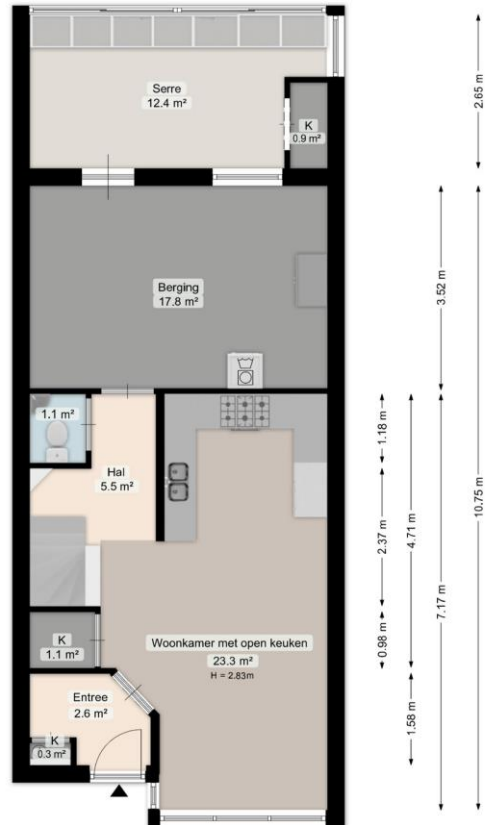 Serre
12.4 m²
K
0.9 m²
2.65 m
Berging
17.8 m²
3.52 m
10.75 m
1.1 m²
Hal
5.5 m²
1.18 m
2.37 m
4.71 m
7.17 m
K
1.1 m²
Woonkamer met open keuken
23.3 m²
H = 2.83m
0.98 m
Entree
2.6 m²
K
0.3 m²
1.58 m